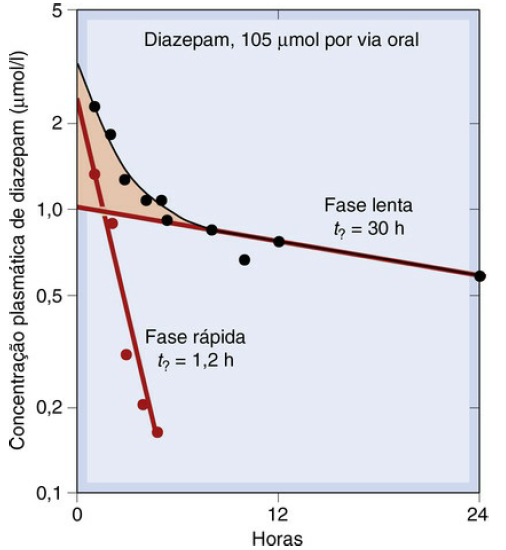 Diazepam, 105 μmol por via oral
Concentração plasmática de diazepam (μmol/l)
5
2
1,0
0,5
0,2
0,1
Fase lenta
t? = 30 h
Fase rápida
t? = 1,2 h
0
12
24
Horas